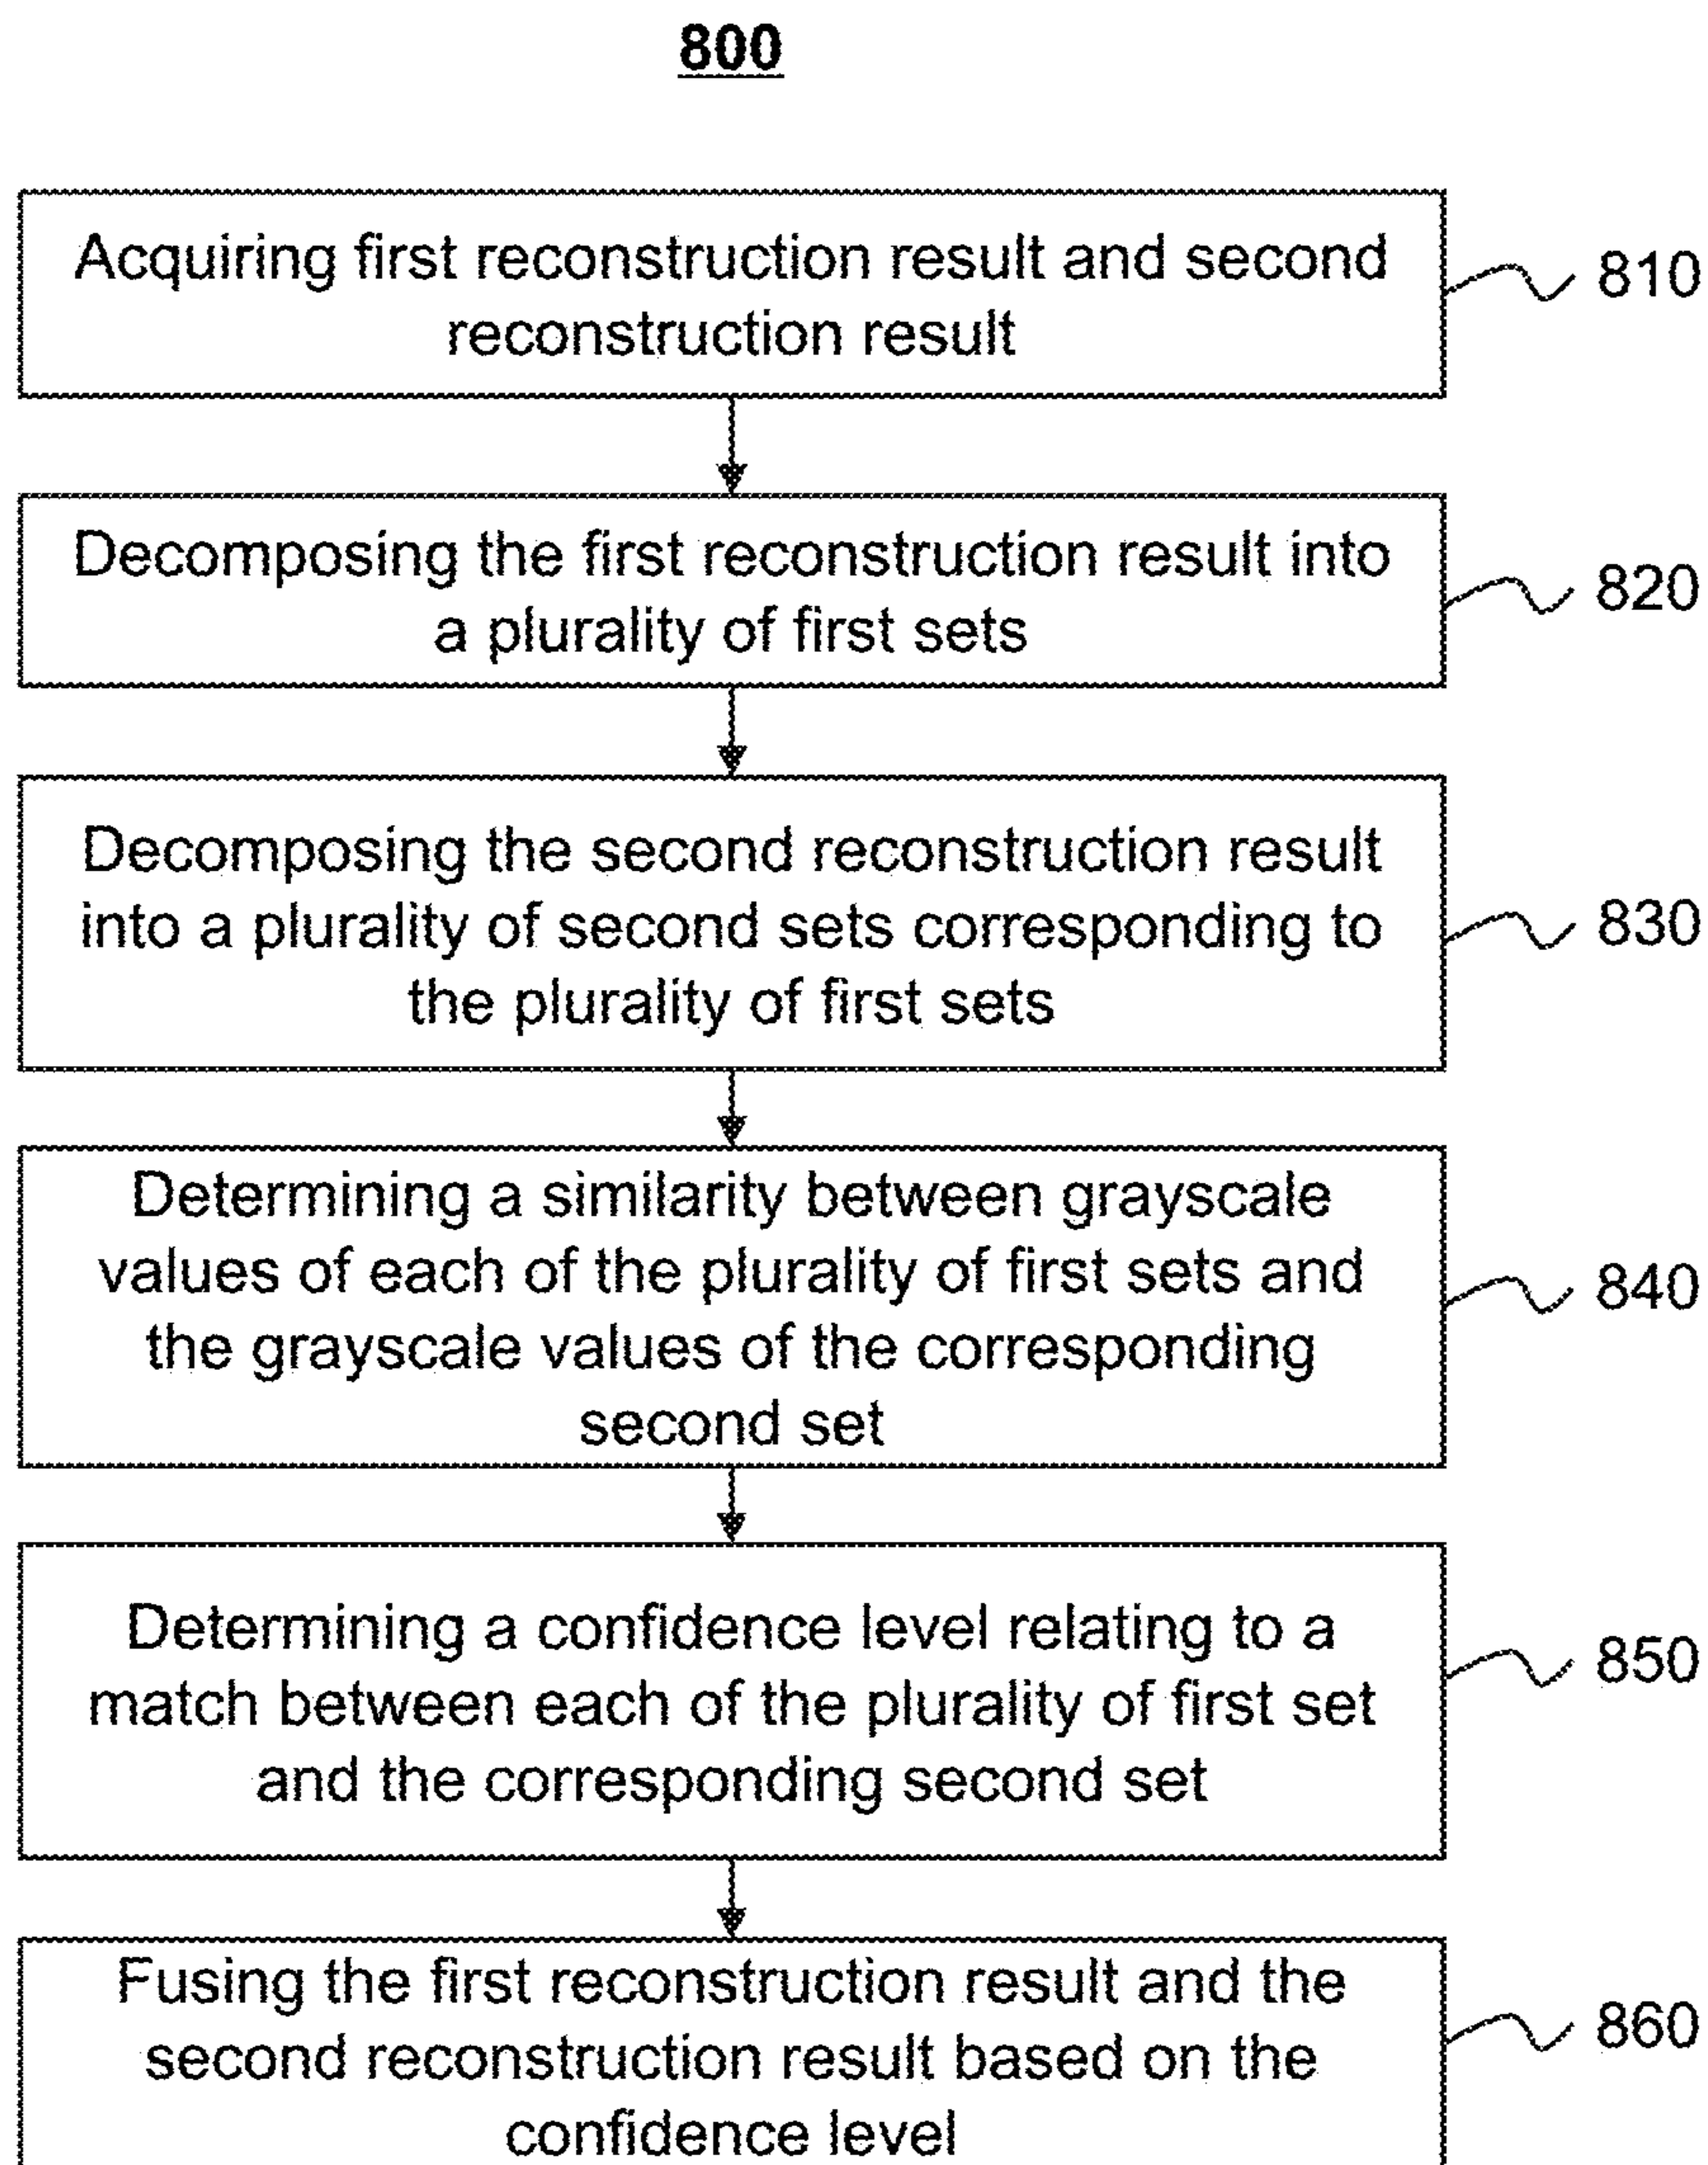 800
Acquiring first reconstruction result and second
reconstruction result
810
Decomposing the first reconstruction result into
a plurality of first sets
820
Decomposing the second reconstruction result
into a plurality of second sets corresponding to
the plurality of first sets
830
Determining a similarity between grayscale
values of each of the plurality of first sets and
the grayscale values of the corresponding
second set
840
Determining a confidence level relating to a
match between each of the plurality of first set
and the corresponding second set
850
Fusing the first reconstruction result and the
second reconstruction result based on the
confidence level
860